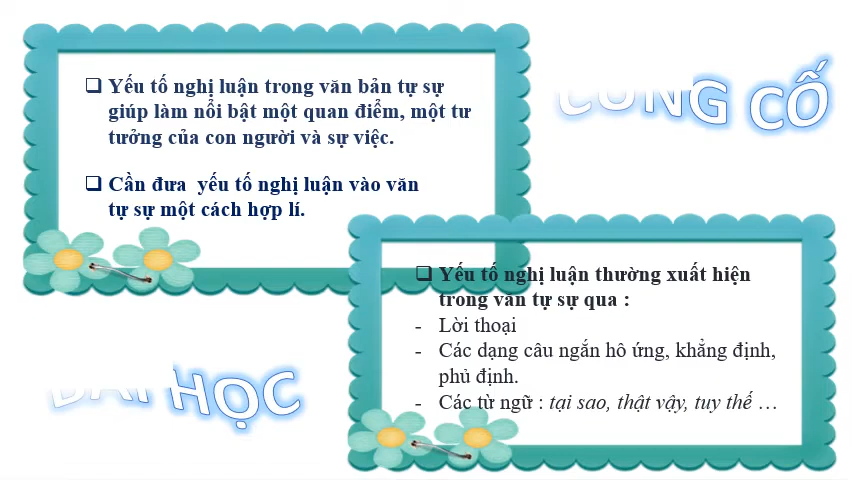 CỦNG CỐ
❑ Yếu tố nghị luận trong văn bản tự sự
giúp làm nổi bật một quan điểm, một tư
tưởng của con người và sự việc.
❑ Cần đưa yếu tố nghị luận vào văn
tự sự một cách hợp lí.
❑ Yếu tố nghị luận thường xuất hiện
trong văn tự sự qua :
- Lời thoại
- Các dạng câu ngắn hô ứng, khẳng định,
phủ định.
- Các từ ngữ : tại sao, thật vậy, tuy thế …
BÀI HỌC